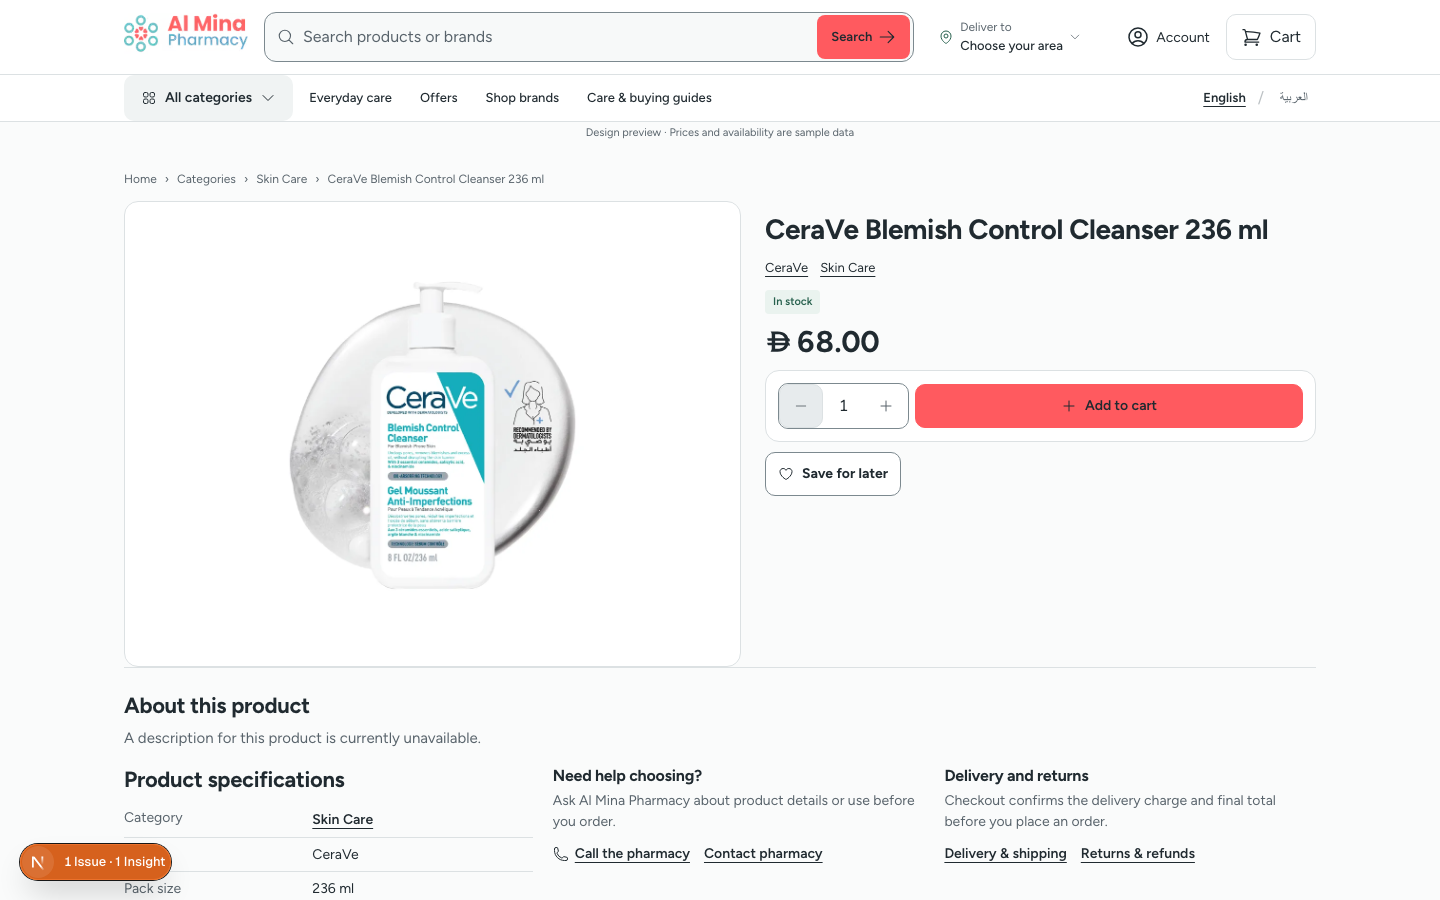 Al Mina
Pharmacy
Search products or brands
Search
Deliver to
Choose your area
Account
Cart
All categories
Everyday care
Offers
Shop brands
Care & buying guides
English / العربية
Design preview · Prices and availability are sample data
Home › Categories › Skin Care › CeraVe Blemish Control Cleanser 236 ml
CeraVe
DEVELOPED WITH DERMATOLOGISTS
Blemish Control
Cleanser
Gel Moussant
Anti-Imperfections
8 FL OZ/236 ml
RECOMMENDED BY
DERMATOLOGISTS
يوصي به
أطباء الجلد
CeraVe Blemish Control Cleanser 236 ml
CeraVe Skin Care
In stock
68.00
1
Add to cart
Save for later
About this product
A description for this product is currently unavailable.
Product specifications
Category Skin Care
CeraVe
Pack size 236 ml
Need help choosing?
Ask Al Mina Pharmacy about product details or use before
you order.
Call the pharmacy Contact pharmacy
Delivery and returns
Checkout confirms the delivery charge and final total
before you place an order.
Delivery & shipping Returns & refunds
N 1 Issue · 1 Insight